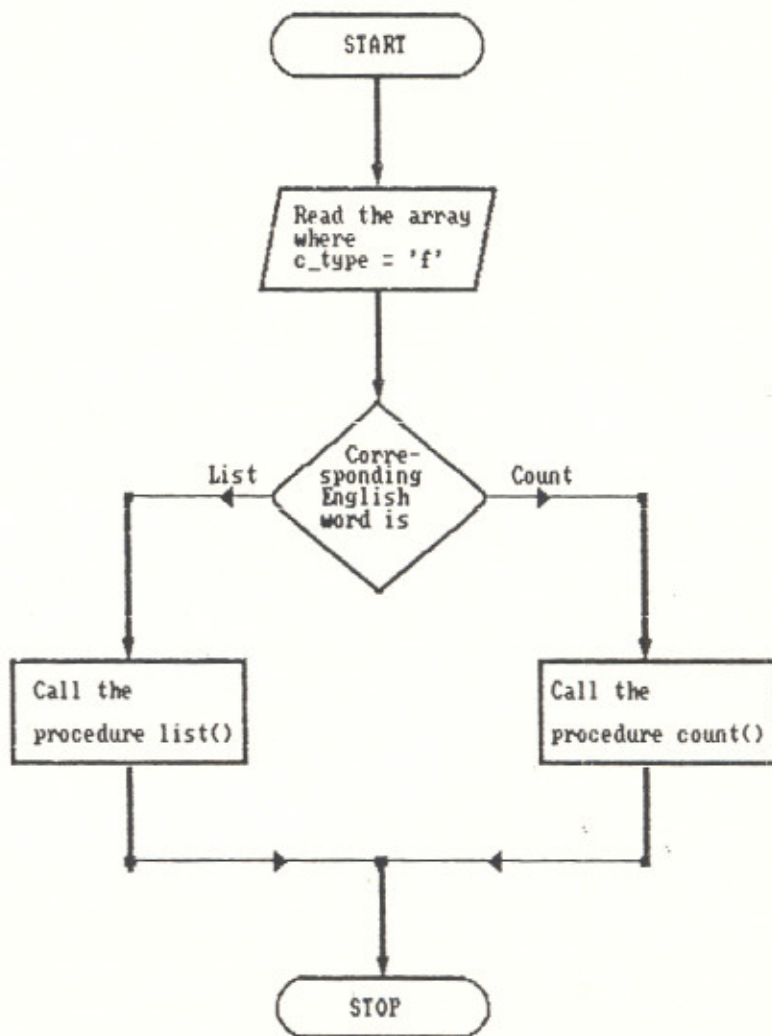 START
Read the array
where
c_type = 'f'
Corre-
sponding
English
word is
List
Count
Call the
procedure list()
Call the
procedure count()
STOP